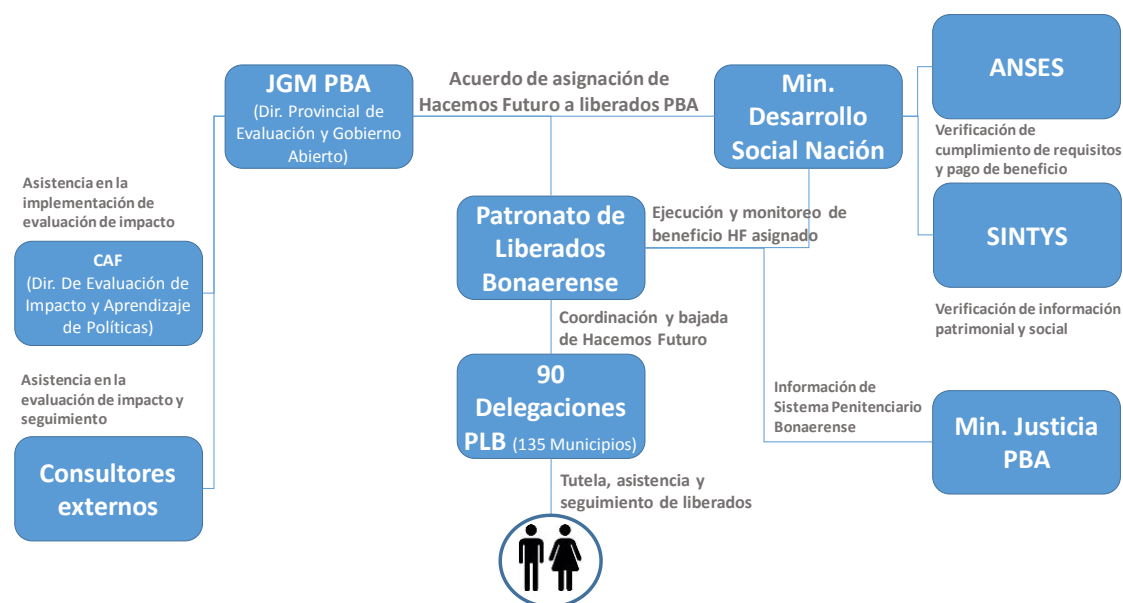 JGM PBA
(Dir. Provincial de
Evaluación y Gobierno
Abierto)
Acuerdo de asignación de
Hacemos Futuro a liberados PBA
Min.
Desarrollo
Social Nación
ANSES
Verificación de
cumplimiento de requisitos
y pago de beneficio
Asistencia en la
implementación de
evaluación de impacto
CAF
(Dir. De Evaluación de
Impacto y Aprendizaje
de Políticas)
Patronato de
Liberados
Bonaerense
Ejecución y monitoreo de
beneficio HF asignado
SINTYS
Verificación de información
patrimonial y social
Coordinación y bajada
de Hacemos Futuro
Asistencia en la
evaluación de impacto y
seguimiento
Consultores
externos
90
Delegaciones
PLB (135 Municipios)
Información de
Sistema Penitenciario
Bonaerense
Min. Justicia
PBA
Tutela, asistencia y
seguimiento de liberados